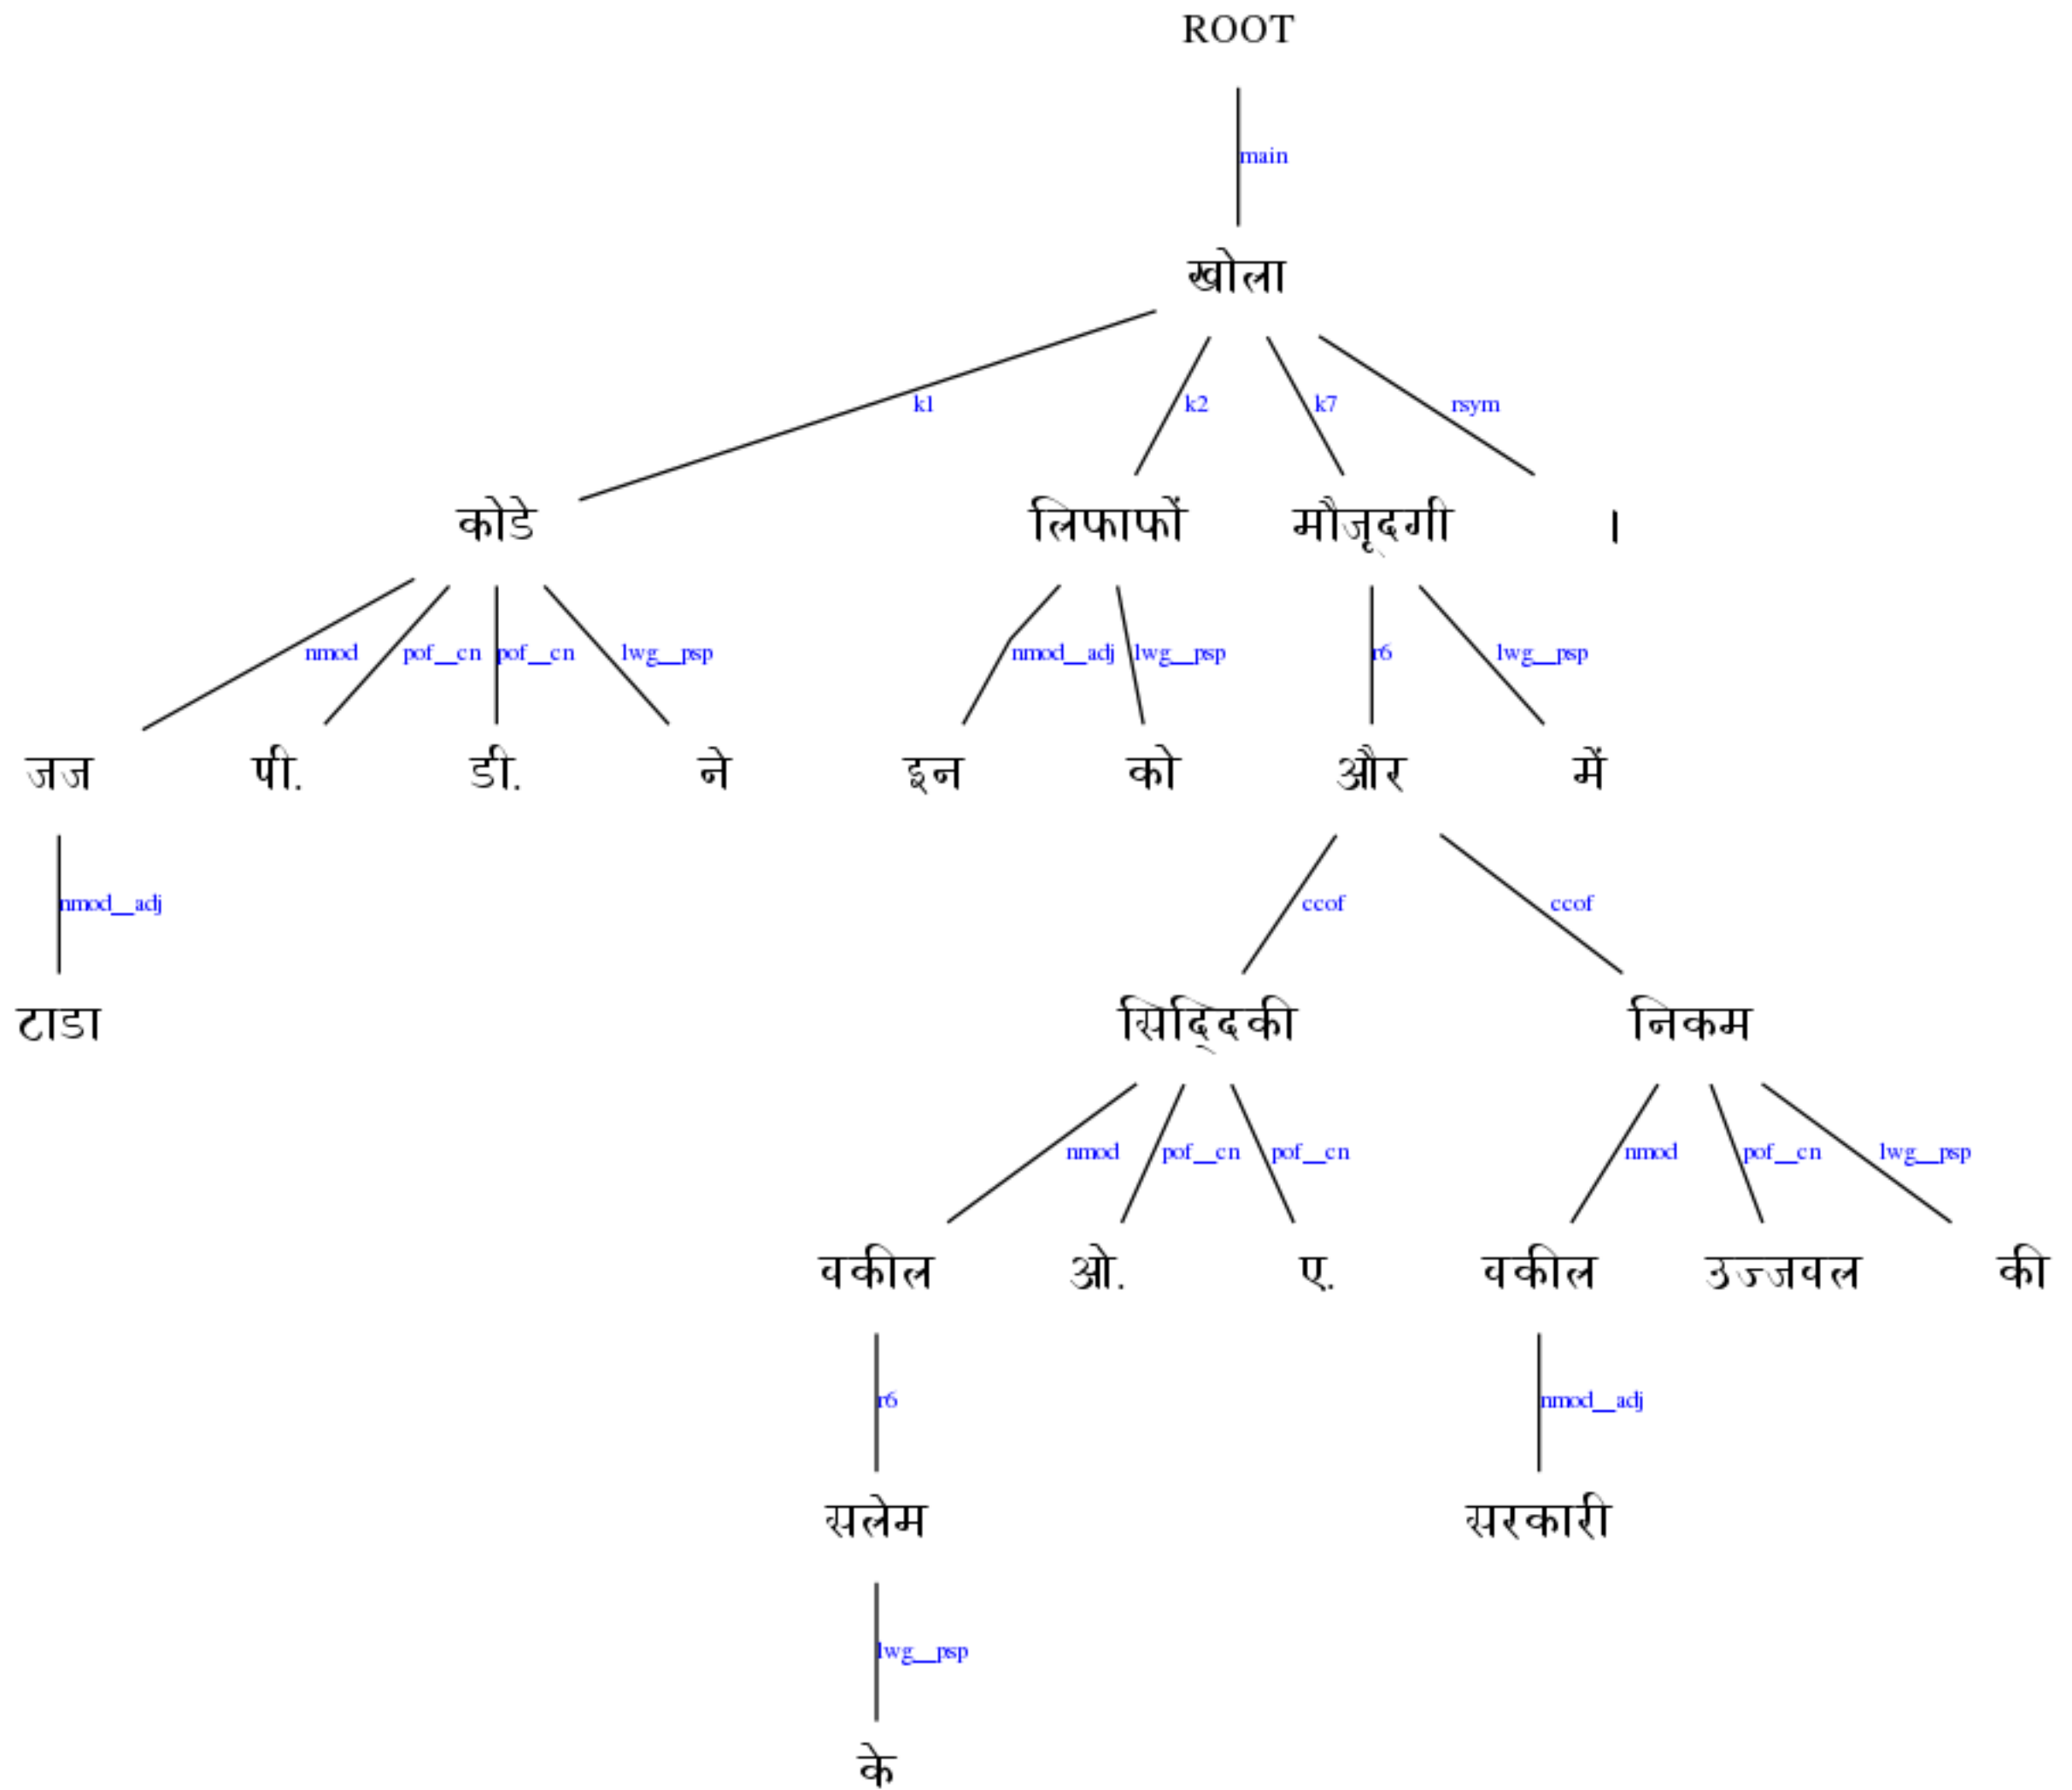 ROOT
main
खोला
k1 k2 k7 rsym
कोडे लिफाफों मौजूदगी ।
nmod pof__cn pof__cn lwg__psp nmod__adj lwg__psp r6 lwg__psp
जज पी. डी. ने इन को और में
nmod__adj ccof ccof
टाडा सिद्दिकी निकम
nmod pof__cn pof__cn nmod pof__cn lwg__psp
वकील ओ. ए. वकील उज्जवल की
r6 nmod__adj
सलेम सरकारी
lwg__psp
के